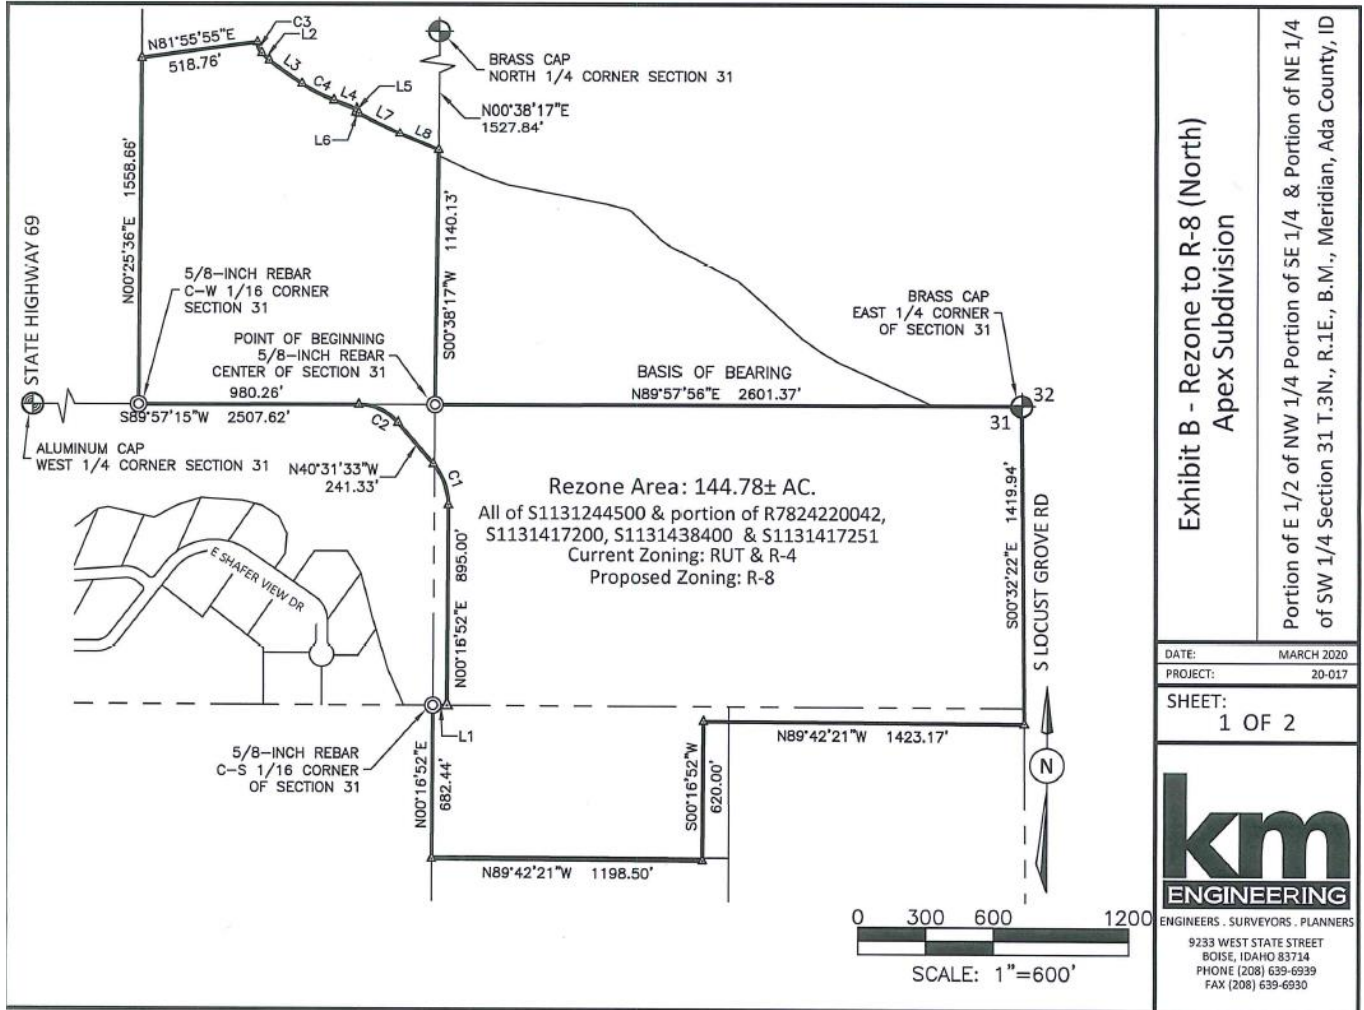 C3
L2
N81°55'55"E
518.76'
L3
C4
L4
L5
L7
L6
L8
BRASS CAP
NORTH 1/4 CORNER SECTION 31
N00°38'17"E
1527.84'
N00°25'36"E 1558.66'
S00°38'17"W 1140.13'
STATE HIGHWAY 69
5/8-INCH REBAR
C-W 1/16 CORNER
SECTION 31
POINT OF BEGINNING
5/8-INCH REBAR
CENTER OF SECTION 31
980.26'
S89°57'15"W 2507.62'
BASIS OF BEARING
N89°57'56"E 2601.37'
BRASS CAP
EAST 1/4 CORNER
OF SECTION 31
32
31
ALUMINUM CAP
WEST 1/4 CORNER SECTION 31
C2
N40°31'33"W
241.33'
C1
Rezone Area: 144.78± AC.
All of S1131244500 & portion of R7824220042,
S1131417200, S1131438400 & S1131417251
Current Zoning: RUT & R-4
Proposed Zoning: R-8
E SHAFER VIEW DR
N00°16'52"E 895.00'
S00°32'22"E 1419.94'
S LOCUST GROVE RD
L1
5/8-INCH REBAR
C-S 1/16 CORNER
OF SECTION 31
N00°16'52"E
682.44'
N89°42'21"W 1198.50'
S00°16'52"W
620.00'
N89°42'21"W 1423.17'
N
0 300 600 1200
SCALE: 1"=600'
Exhibit B - Rezone to R-8 (North)
Apex Subdivision
Portion of E 1/2 of NW 1/4 Portion of SE 1/4 & Portion of NE 1/4
of SW 1/4 Section 31 T.3N., R.1E., B.M., Meridian, Ada County, ID
DATE: MARCH 2020
PROJECT: 20-017
SHEET:
1 OF 2
km
ENGINEERING
ENGINEERS . SURVEYORS . PLANNERS
9233 WEST STATE STREET
BOISE, IDAHO 83714
PHONE (208) 639-6939
FAX (208) 639-6930